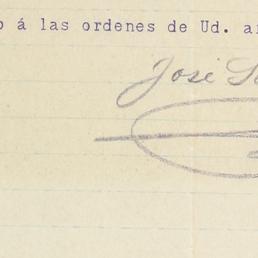 á las ordenes de Ud.
José